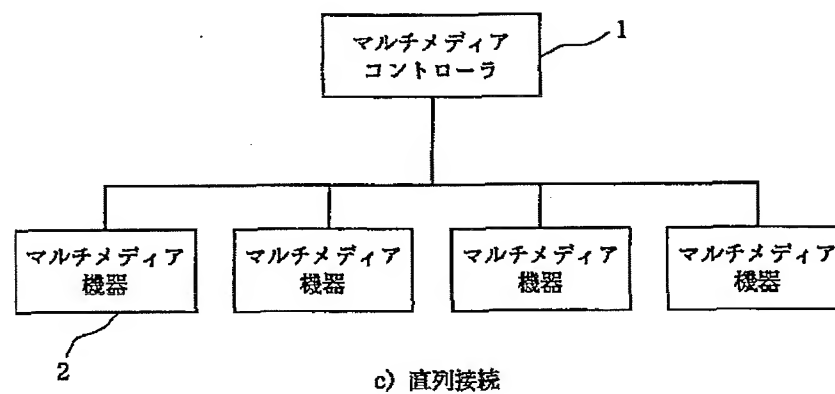 マルチメディア
コントローラ
1
マルチメディア
機器
マルチメディア
機器
マルチメディア
機器
マルチメディア
機器
2
c) 直列接続